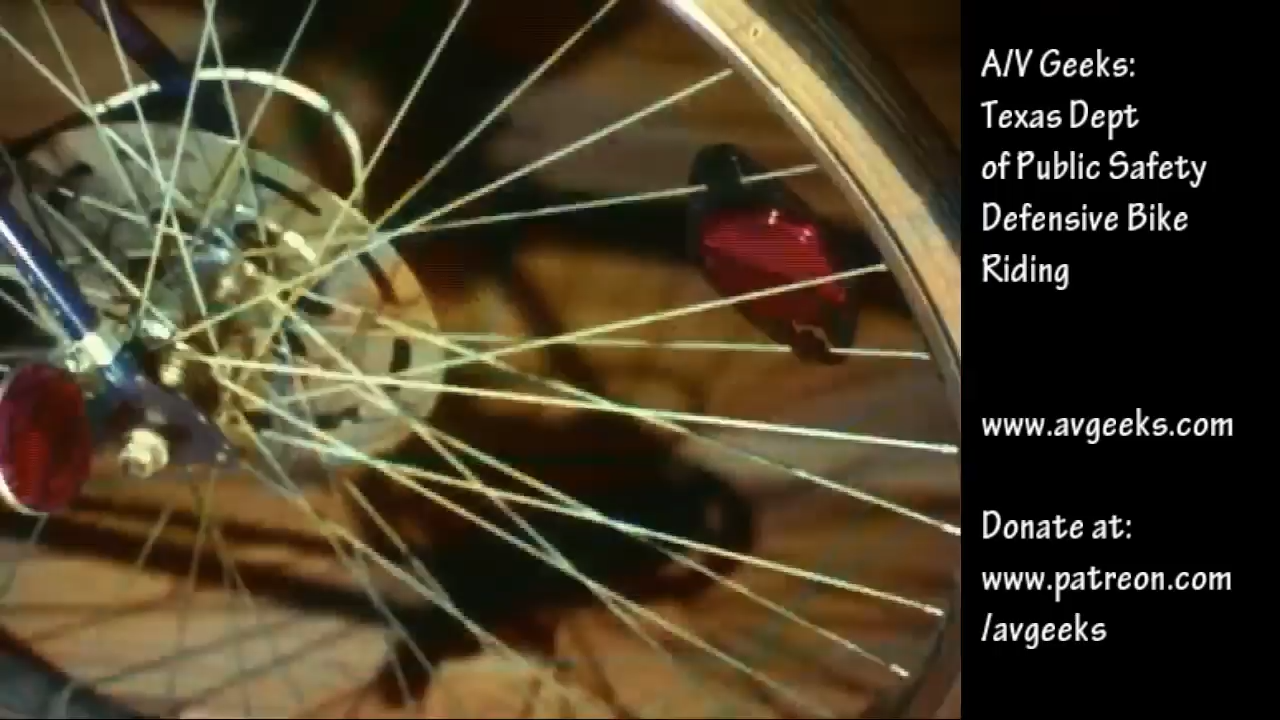 A/V Geeks:
Texas Dept
of Public Safety
Defensive Bike
Riding
www.avgeeks.com
Donate at:
www.patreon.com
/avgeeks